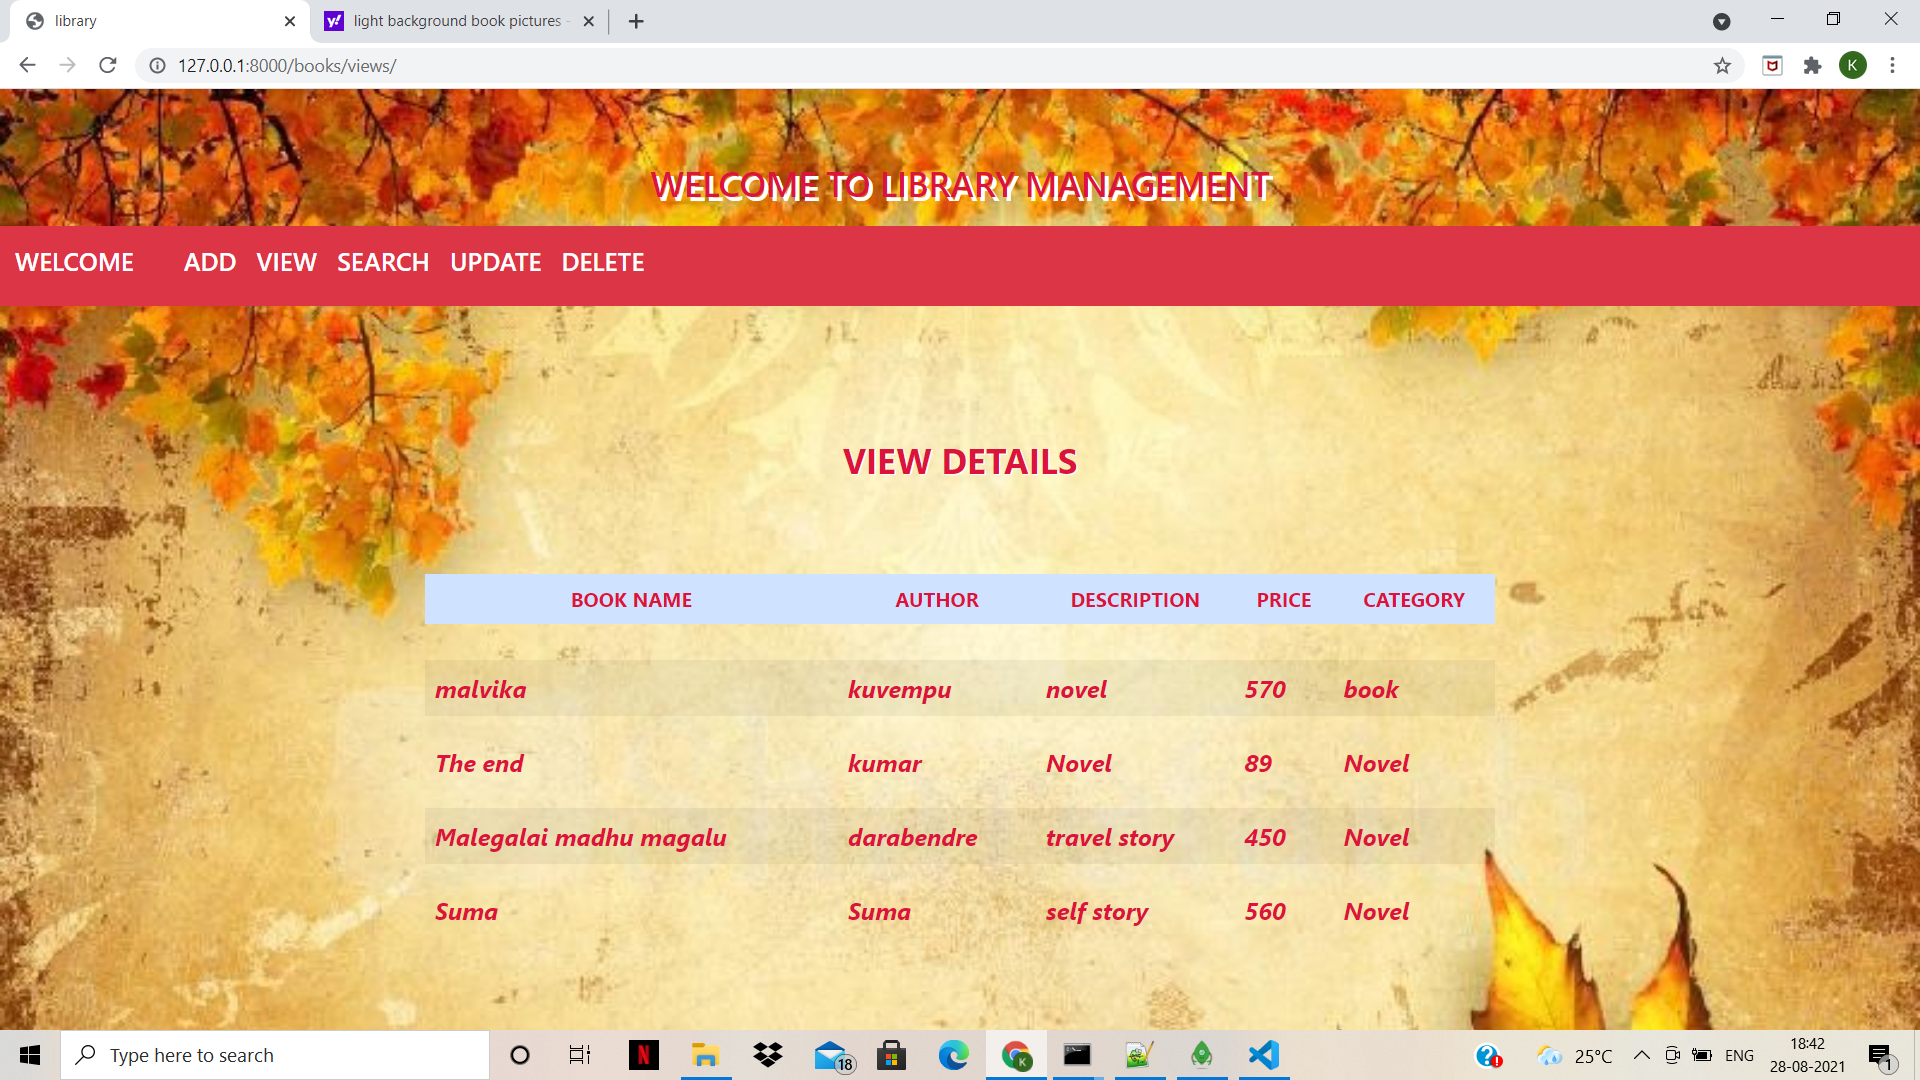 library
light background book pictures -
127.0.0.1:8000/books/views/
K
WELCOME TO LIBRARY MANAGEMENT
WELCOME ADD VIEW SEARCH UPDATE DELETE
VIEW DETAILS
BOOK NAME AUTHOR DESCRIPTION PRICE CATEGORY
malvika kuvempu novel 570 book
The end kumar Novel 89 Novel
Malegalai madhu magalu darabendre travel story 450 Novel
Suma Suma self story 560 Novel
Type here to search
18
25°C
ENG
18:42
28-08-2021
1